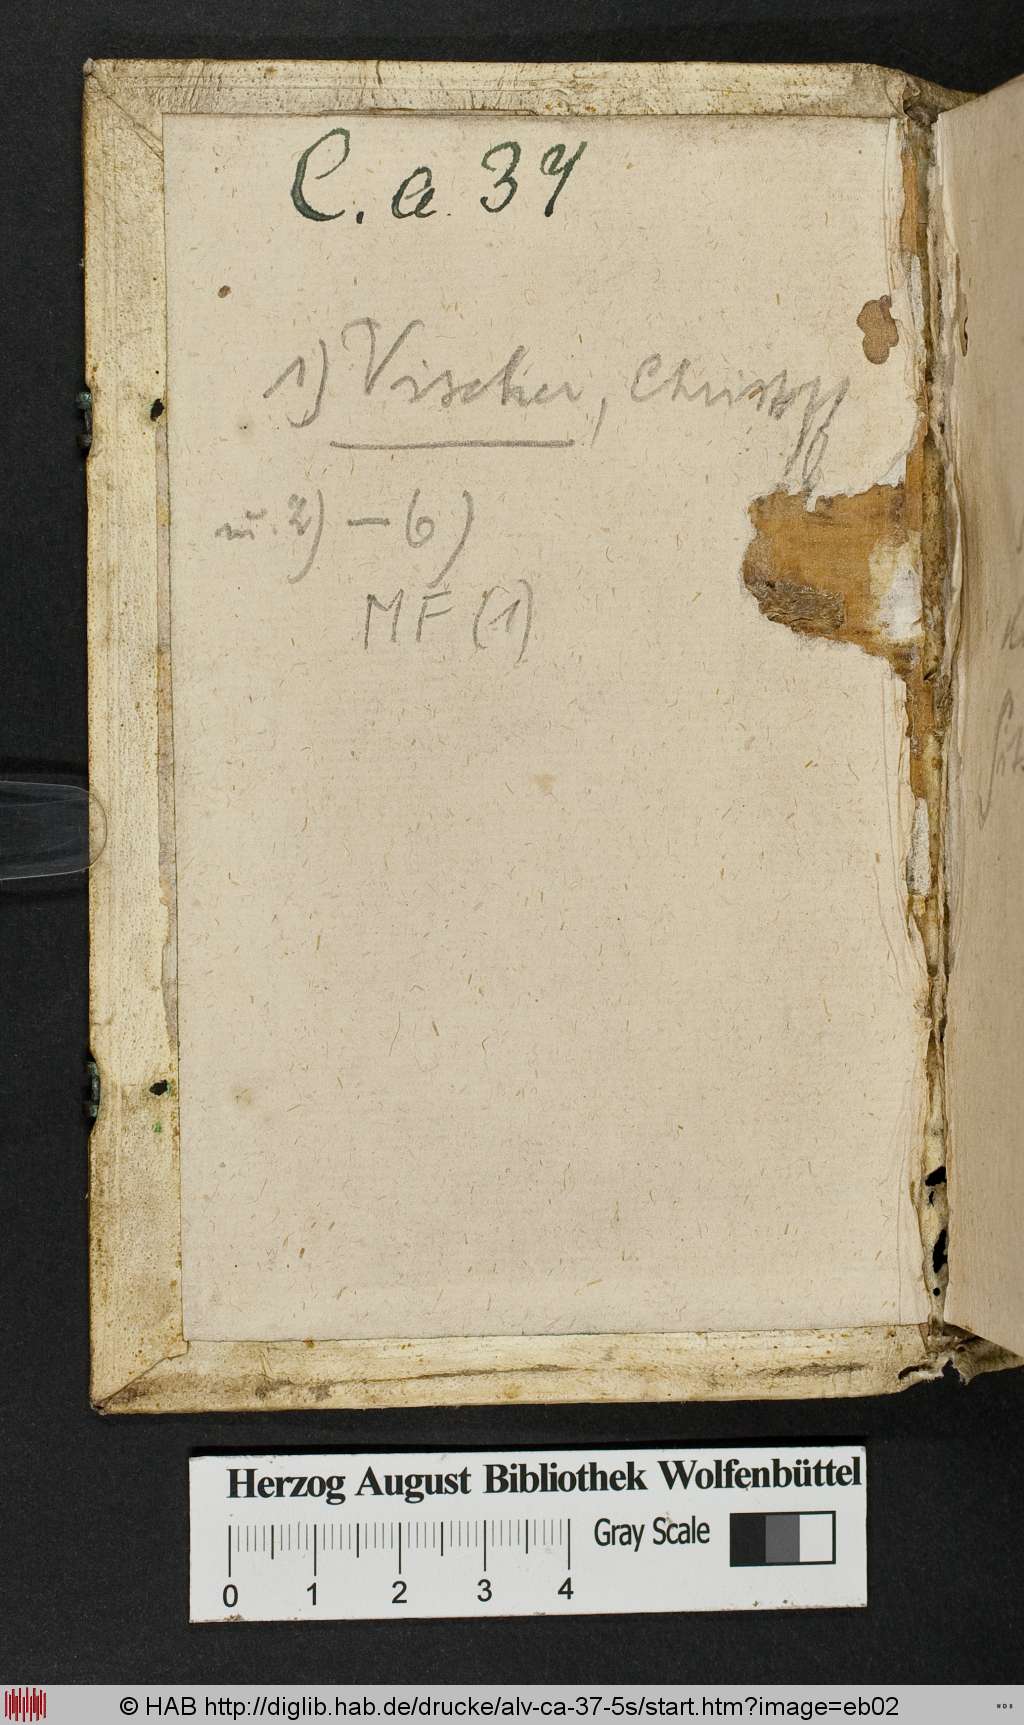 C. a 37
1) Vischer, Christoff
u. 2) – 6)
MF (1)
Herzog August Bibliothek Wolfenbüttel
Gray Scale
0 1 2 3 4
© HAB http://diglib.hab.de/drucke/alv-ca-37-5s/start.htm?image=eb02